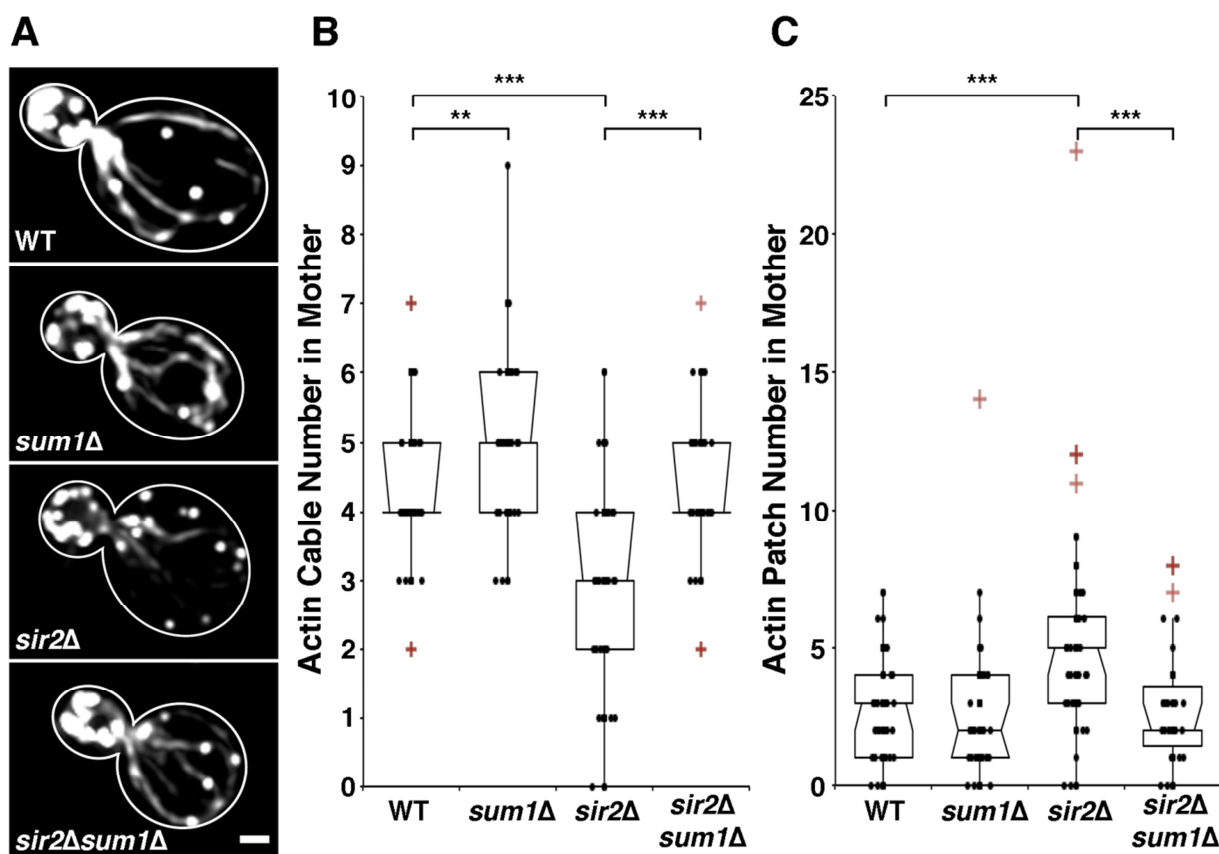 A
WT
sum1Δ
sir2Δ
sir2Δsum1Δ
B
Actin Cable Number in Mother
10
9
8
7
6
5
4
3
2
1
0
***
**
***
WT
sum1Δ
sir2Δ
sir2Δ
sum1Δ
C
Actin Patch Number in Mother
25
20
15
10
5
0
***
***
WT
sum1Δ
sir2Δ
sir2Δ
sum1Δ